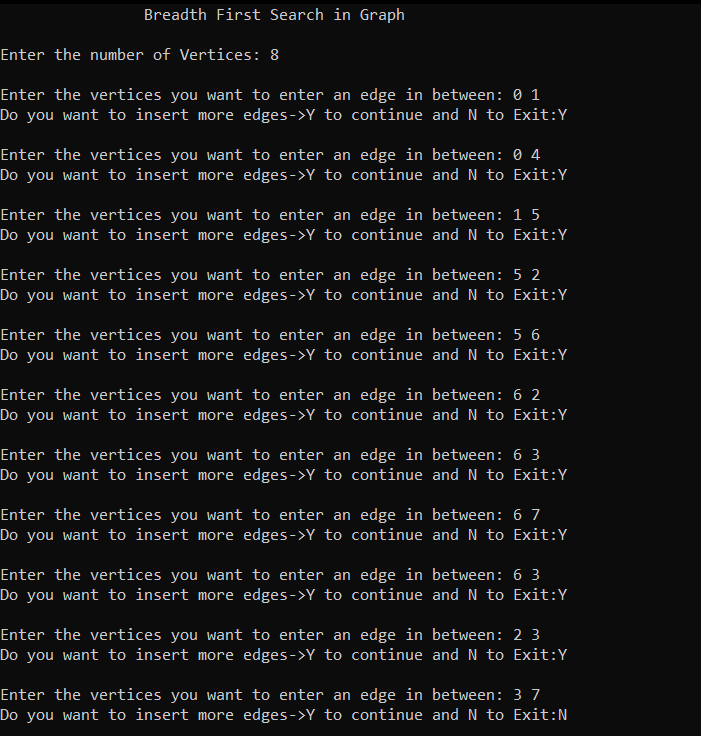 Breadth First Search in Graph
Enter the number of Vertices: 8
Enter the vertices you want to enter an edge in between: 0 1
Do you want to insert more edges->Y to continue and N to Exit:Y
Enter the vertices you want to enter an edge in between: 0 4
Do you want to insert more edges->Y to continue and N to Exit:Y
Enter the vertices you want to enter an edge in between: 1 5
Do you want to insert more edges->Y to continue and N to Exit:Y
Enter the vertices you want to enter an edge in between: 5 2
Do you want to insert more edges->Y to continue and N to Exit:Y
Enter the vertices you want to enter an edge in between: 5 6
Do you want to insert more edges->Y to continue and N to Exit:Y
Enter the vertices you want to enter an edge in between: 6 2
Do you want to insert more edges->Y to continue and N to Exit:Y
Enter the vertices you want to enter an edge in between: 6 3
Do you want to insert more edges->Y to continue and N to Exit:Y
Enter the vertices you want to enter an edge in between: 6 7
Do you want to insert more edges->Y to continue and N to Exit:Y
Enter the vertices you want to enter an edge in between: 6 3
Do you want to insert more edges->Y to continue and N to Exit:Y
Enter the vertices you want to enter an edge in between: 2 3
Do you want to insert more edges->Y to continue and N to Exit:Y
Enter the vertices you want to enter an edge in between: 3 7
Do you want to insert more edges->Y to continue and N to Exit:N